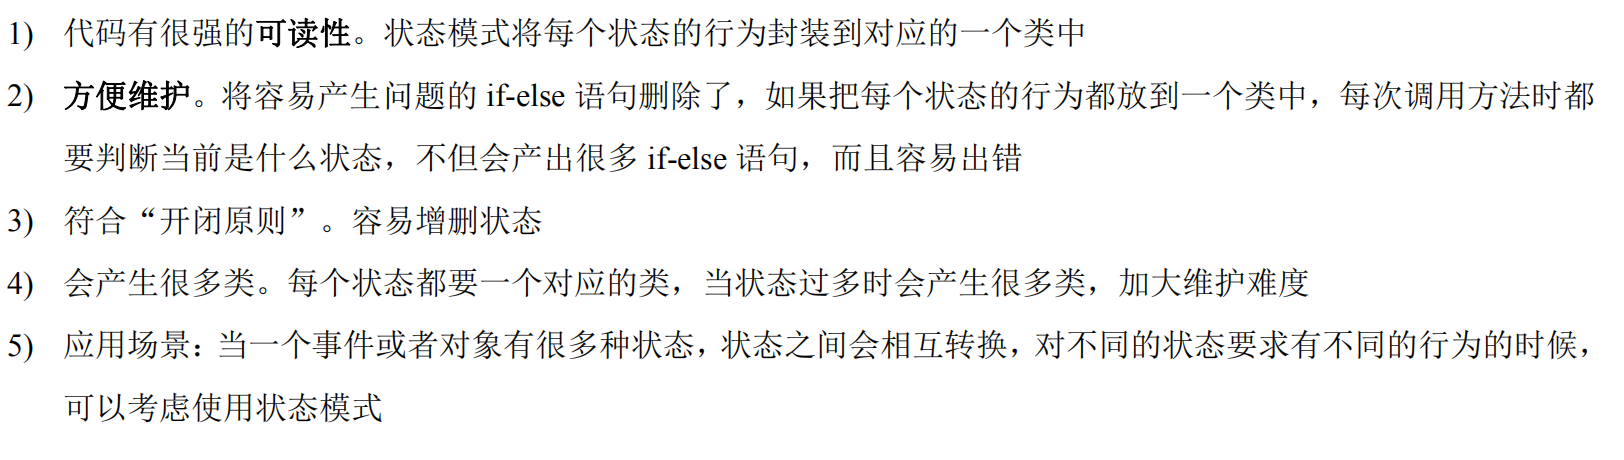 1) 代码有很强的可读性。状态模式将每个状态的行为封装到对应的一个类中
2) 方便维护。将容易产生问题的 if-else 语句删除了，如果把每个状态的行为都放到一个类中，每次调用方法时都
要判断当前是什么状态，不但会产出很多 if-else 语句，而且容易出错
3) 符合“开闭原则”。容易增删状态
4) 会产生很多类。每个状态都要一个对应的类，当状态过多时会产生很多类，加大维护难度
5) 应用场景：当一个事件或者对象有很多种状态，状态之间会相互转换，对不同的状态要求有不同的行为的时候，
可以考虑使用状态模式